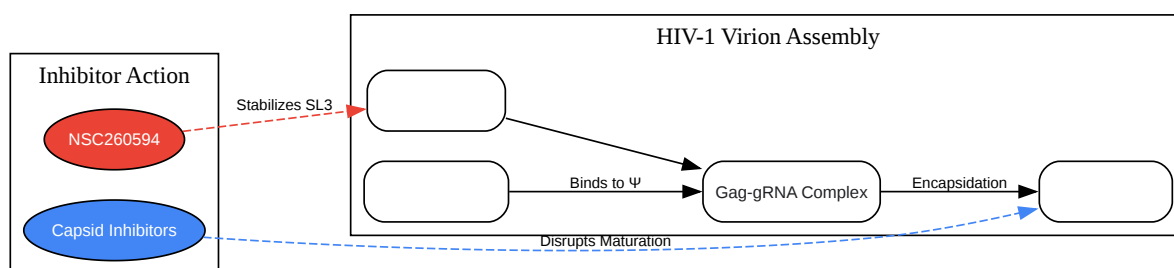 HIV-1 Virion Assembly
Inhibitor Action
Stabilizes SL3
NSC260594
Binds to Ψ
Gag-gRNA Complex
Encapsidation
Capsid Inhibitors
Disrupts Maturation